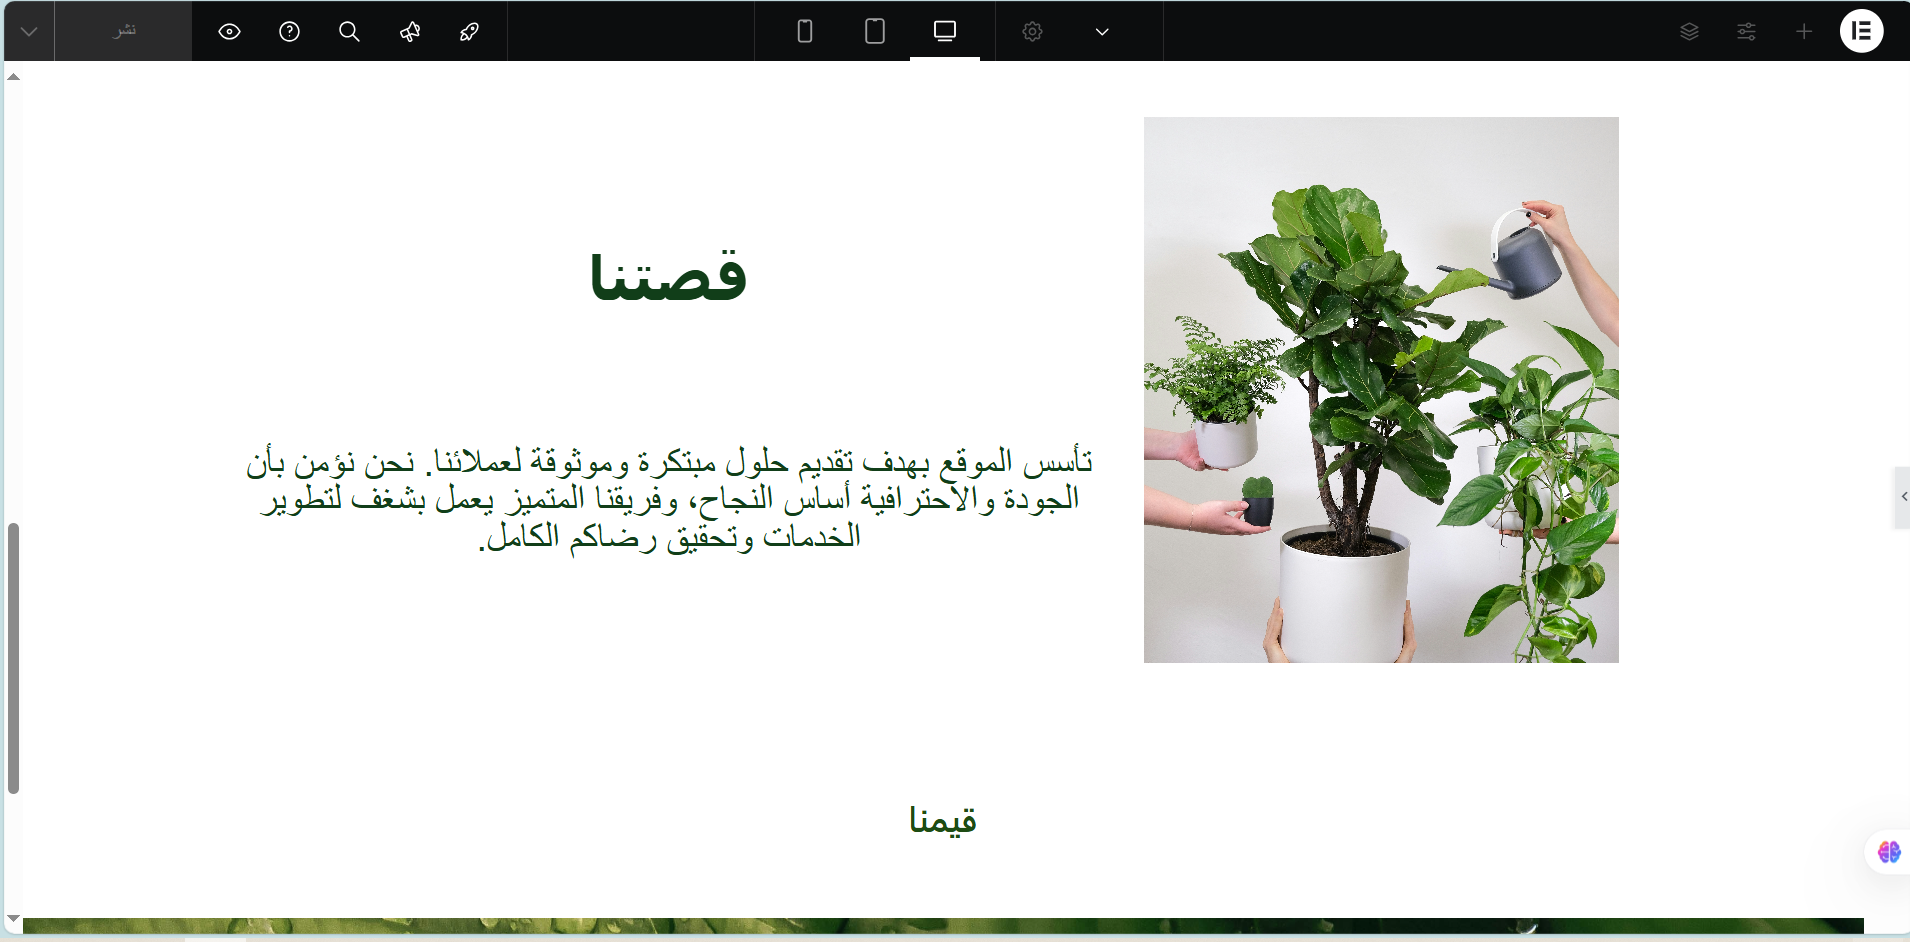 نشر
قصتنا
تأسس الموقع بهدف تقديم حلول مبتكرة وموثوقة لعملائنا. نحن نؤمن بأن
الجودة والاحترافية أساس النجاح، وفريقنا المتميز يعمل بشغف لتطوير
الخدمات وتحقيق رضاكم الكامل.
قيمنا